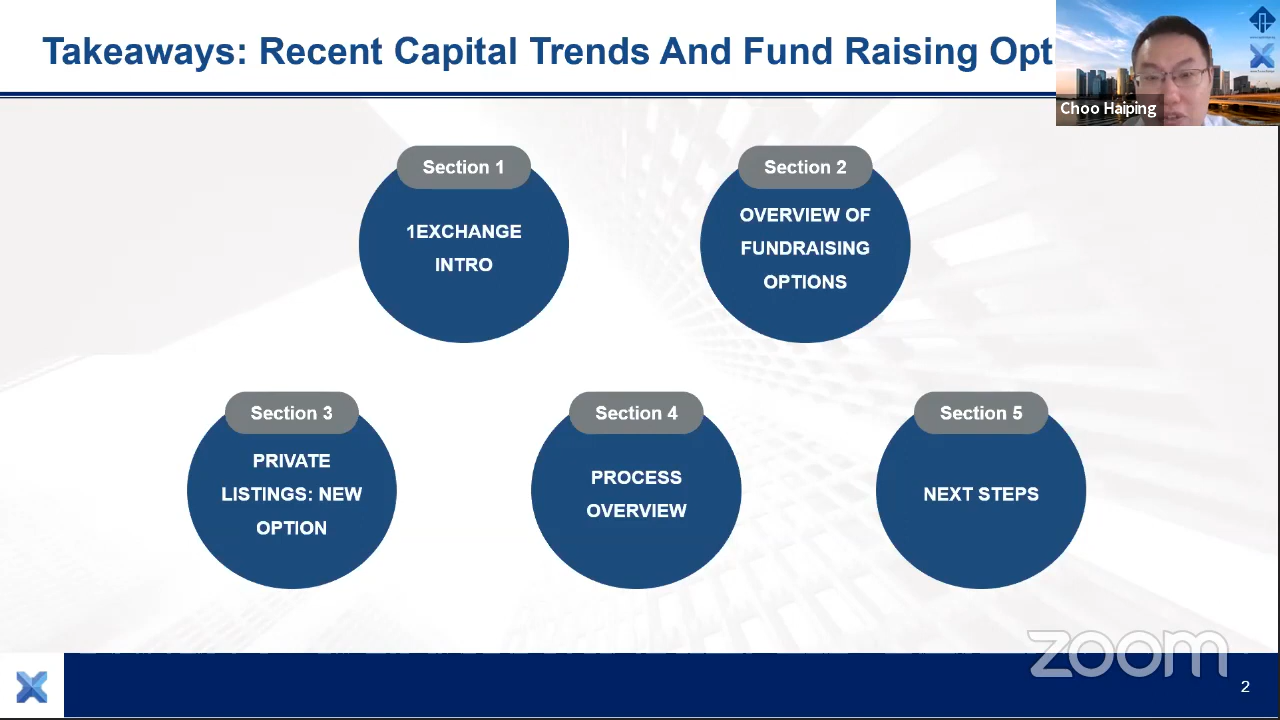 Takeaways: Recent Capital Trends And Fund Raising Opt
Choo Haiping
Section 1
1EXCHANGE
INTRO
Section 2
OVERVIEW OF
FUNDRAISING
OPTIONS
Section 3
PRIVATE
LISTINGS: NEW
OPTION
Section 4
PROCESS
OVERVIEW
Section 5
NEXT STEPS
zoom
2